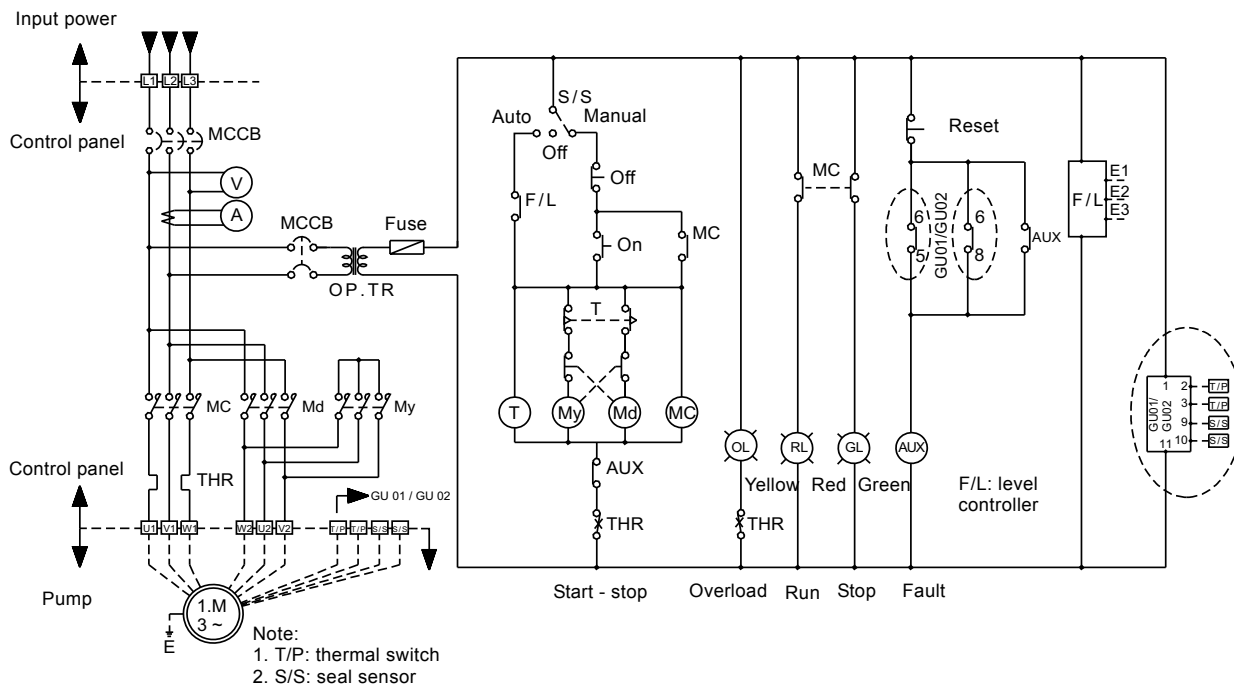 Input power
L1 L2 L3
Control panel
MCCB
V
A
MCCB
Fuse
OP.TR
MC
Md
My
Control panel
THR
GU 01 / GU 02
U1 V1 W1 W2 U2 V2 T/P T/P S/S S/S
Pump
1.M
3 ~
E
Note:
1. T/P: thermal switch
2. S/S: seal sensor
S/S
Auto
Manual
Off
Off
F/L
On
MC
T
T
My
Md
MC
AUX
THR
Start - stop
OL
Yellow
THR
Overload
MC
RL
Red
Run
GL
Green
Stop
Reset
6
5
GU01/GU02
6
8
AUX
AUX
Fault
F/L
E1
E2
E3
F/L: level
controller
GU01/
GU02
1
11
2 T/P
3 T/P
9 S/S
10 S/S